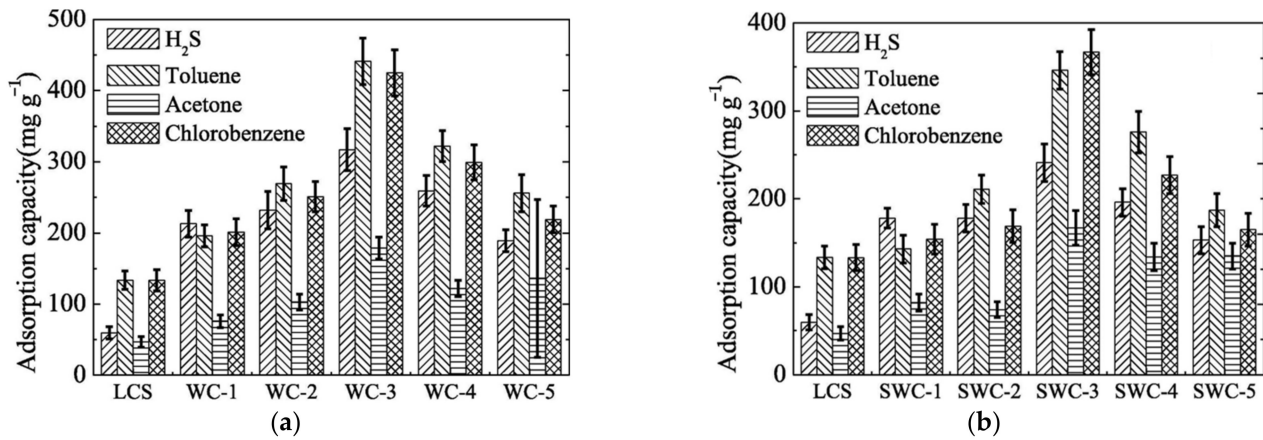 Adsorption capacity(mg g⁻¹)
500
400
300
200
100
0
H₂S
Toluene
Acetone
Chlorobenzene
LCS WC-1 WC-2 WC-3 WC-4 WC-5
(a)
Adsorption capacity(mg g⁻¹)
400
300
200
100
0
H₂S
Toluene
Acetone
Chlorobenzene
LCS SWC-1 SWC-2 SWC-3 SWC-4 SWC-5
(b)